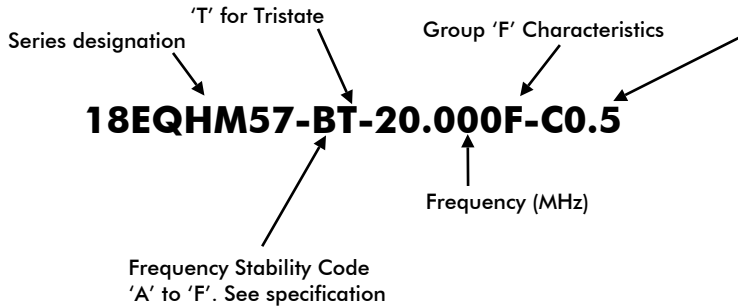 ‘T’ for Tristate
Series designation
Group ‘F’ Characteristics
18EQHM57-BT-20.000F-C0.5
Frequency (MHz)
Frequency Stability Code
‘A’ to ‘F’. See specification